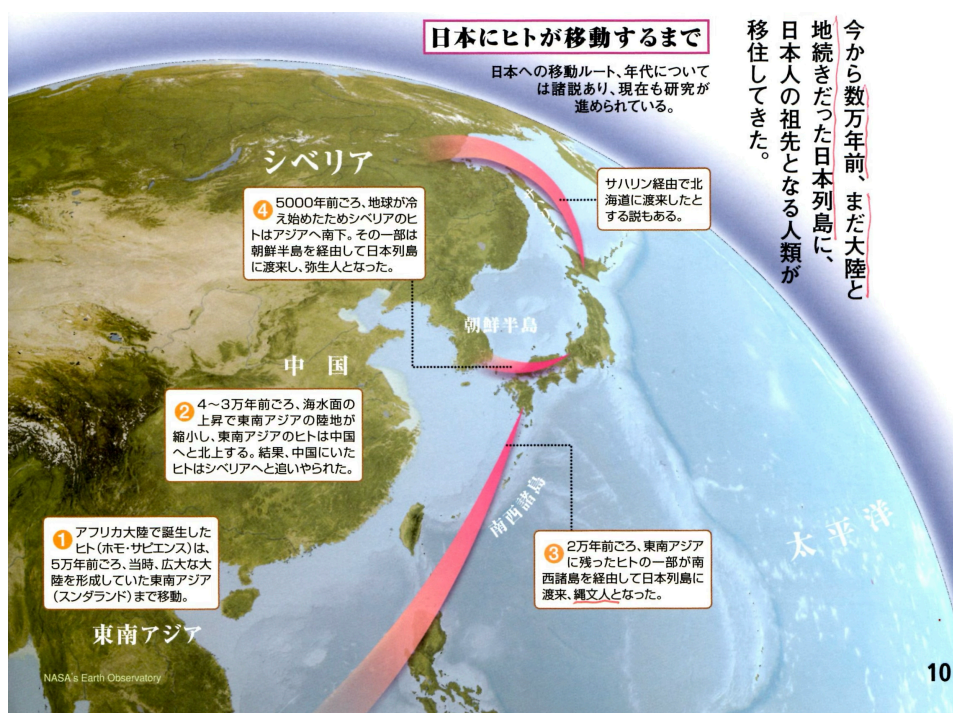 今から数万年前、まだ大陸と
地続きだった日本列島に、
日本人の祖先となる人類が
移住してきた。
日本にヒトが移動するまで
日本への移動ルート、年代について
は諸説あり、現在も研究が
進められている。
シベリア
サハリン経由で北
海道に渡来したと
する説もある。
4
5000年前ごろ、地球が冷
え始めたためシベリアのヒ
トはアジアへ南下。その一部は
朝鮮半島を経由して日本列島
に渡来し、弥生人となった。
朝鮮半島
中国
2
4〜3万年前ごろ、海水面の
上昇で東南アジアの陸地が
縮小し、東南アジアのヒトは中国
へと北上する。結果、中国にいた
ヒトはシベリアへと追いやられた。
南西諸島
太平洋
1
アフリカ大陸で誕生した
ヒト(ホモ・サピエンス)は、
5万年前ごろ、当時、広大な大
陸を形成していた東南アジア
(スンダランド)まで移動。
3
2万年前ごろ、東南アジア
に残ったヒトの一部が南
西諸島を経由して日本列島に
渡来、縄文人となった。
東南アジア
NASA's Earth Observatory
10